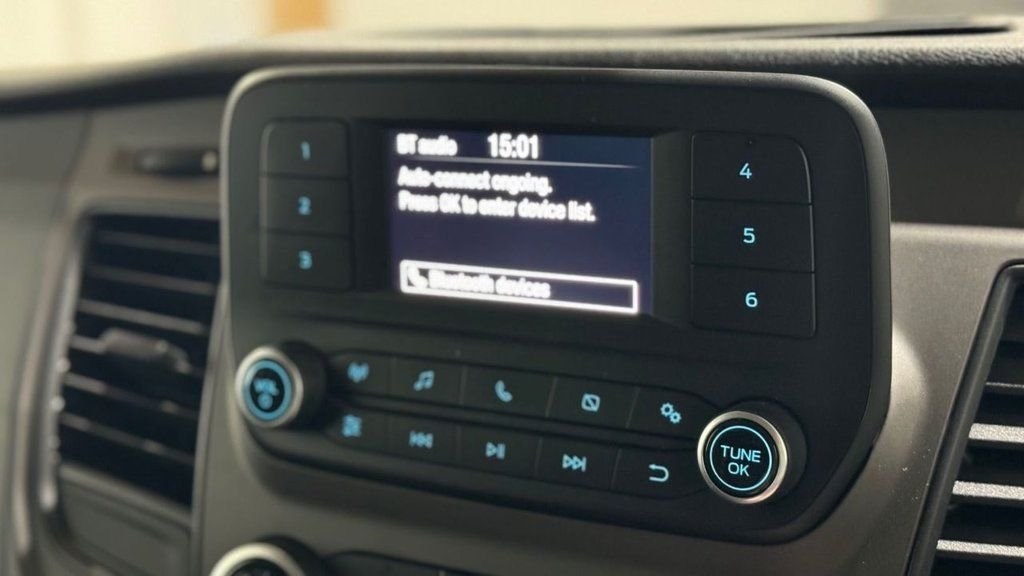 1
2
3
BT audio 15:01
Auto-connect ongoing.
Press OK to enter device list.
Bluetooth devices
4
5
6
VOL
TUNE
OK